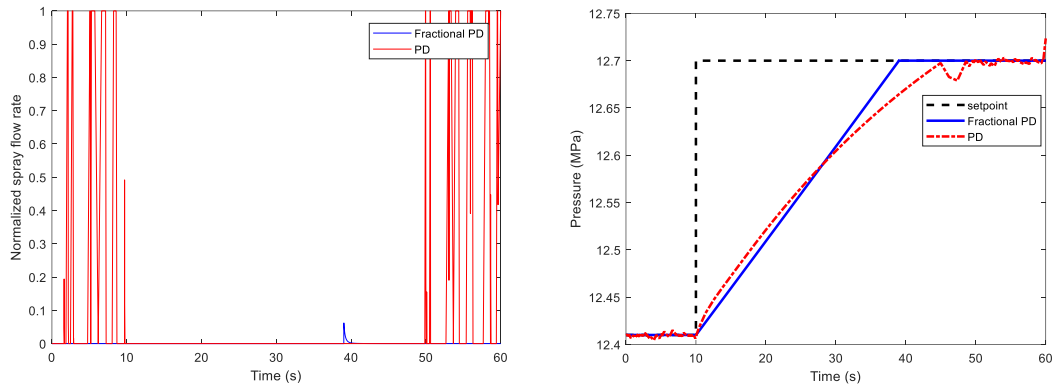 Normalized spray flow rate
1
0.9
0.8
0.7
0.6
0.5
0.4
0.3
0.2
0.1
0
0 10 20 30 40 50 60
Time (s)
Fractional PD
PD
Pressure (MPa)
12.75
12.7
12.65
12.6
12.55
12.5
12.45
12.4
0 10 20 30 40 50 60
Time (s)
setpoint
Fractional PD
PD